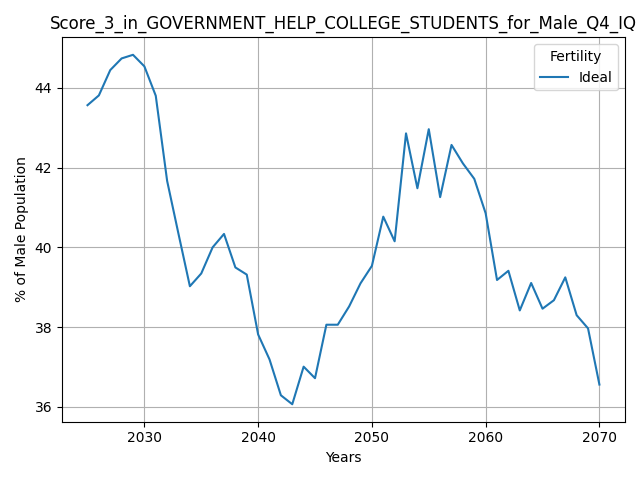 Score_3_in_GOVERNMENT_HELP_COLLEGE_STUDENTS_for_Male_Q4_IQ
Fertility
Ideal
% of Male Population
44
42
40
38
36
2030
2040
2050
2060
2070
Years